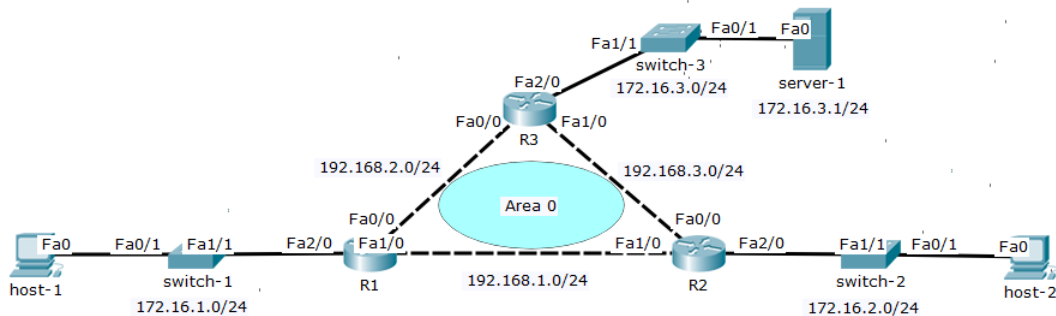 Fa0/1 Fa0
Fa1/1
switch-3
server-1
Fa2/0
172.16.3.0/24
172.16.3.1/24
Fa0/0 Fa1/0
R3
192.168.2.0/24
192.168.3.0/24
Area 0
Fa0/0
Fa0/0
Fa0 Fa0/1 Fa1/1 Fa2/0 Fa1/0 Fa1/0 Fa2/0 Fa1/1 Fa0/1 Fa0
host-1 switch-1 R1 192.168.1.0/24 R2 switch-2 host-2
172.16.1.0/24 172.16.2.0/24